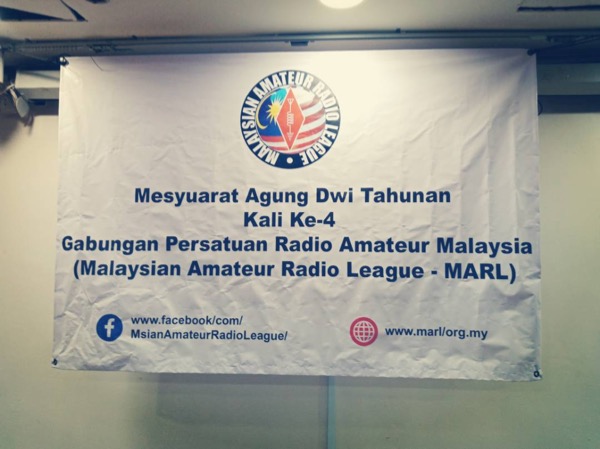 MALAYSIAN AMATEUR RADIO LEAGUE
Mesyuarat Agung Dwi Tahunan
Kali Ke-4
Gabungan Persatuan Radio Amateur Malaysia
(Malaysian Amateur Radio League - MARL)
www.facebook/com/
MsianAmateurRadioLeague/
www.marl/org.my